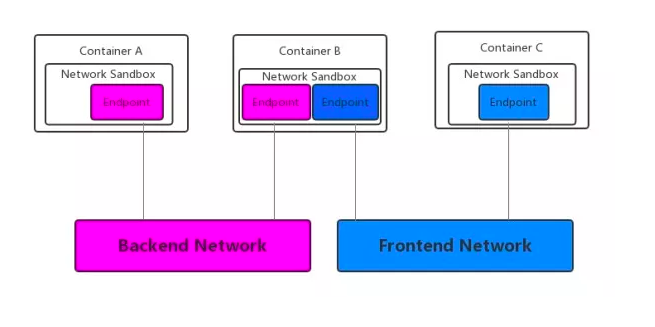 Container A
Container B
Container C
Network Sandbox
Network Sandbox
Network Sandbox
Endpoint
Endpoint
Endpoint
Endpoint
Backend Network
Frontend Network